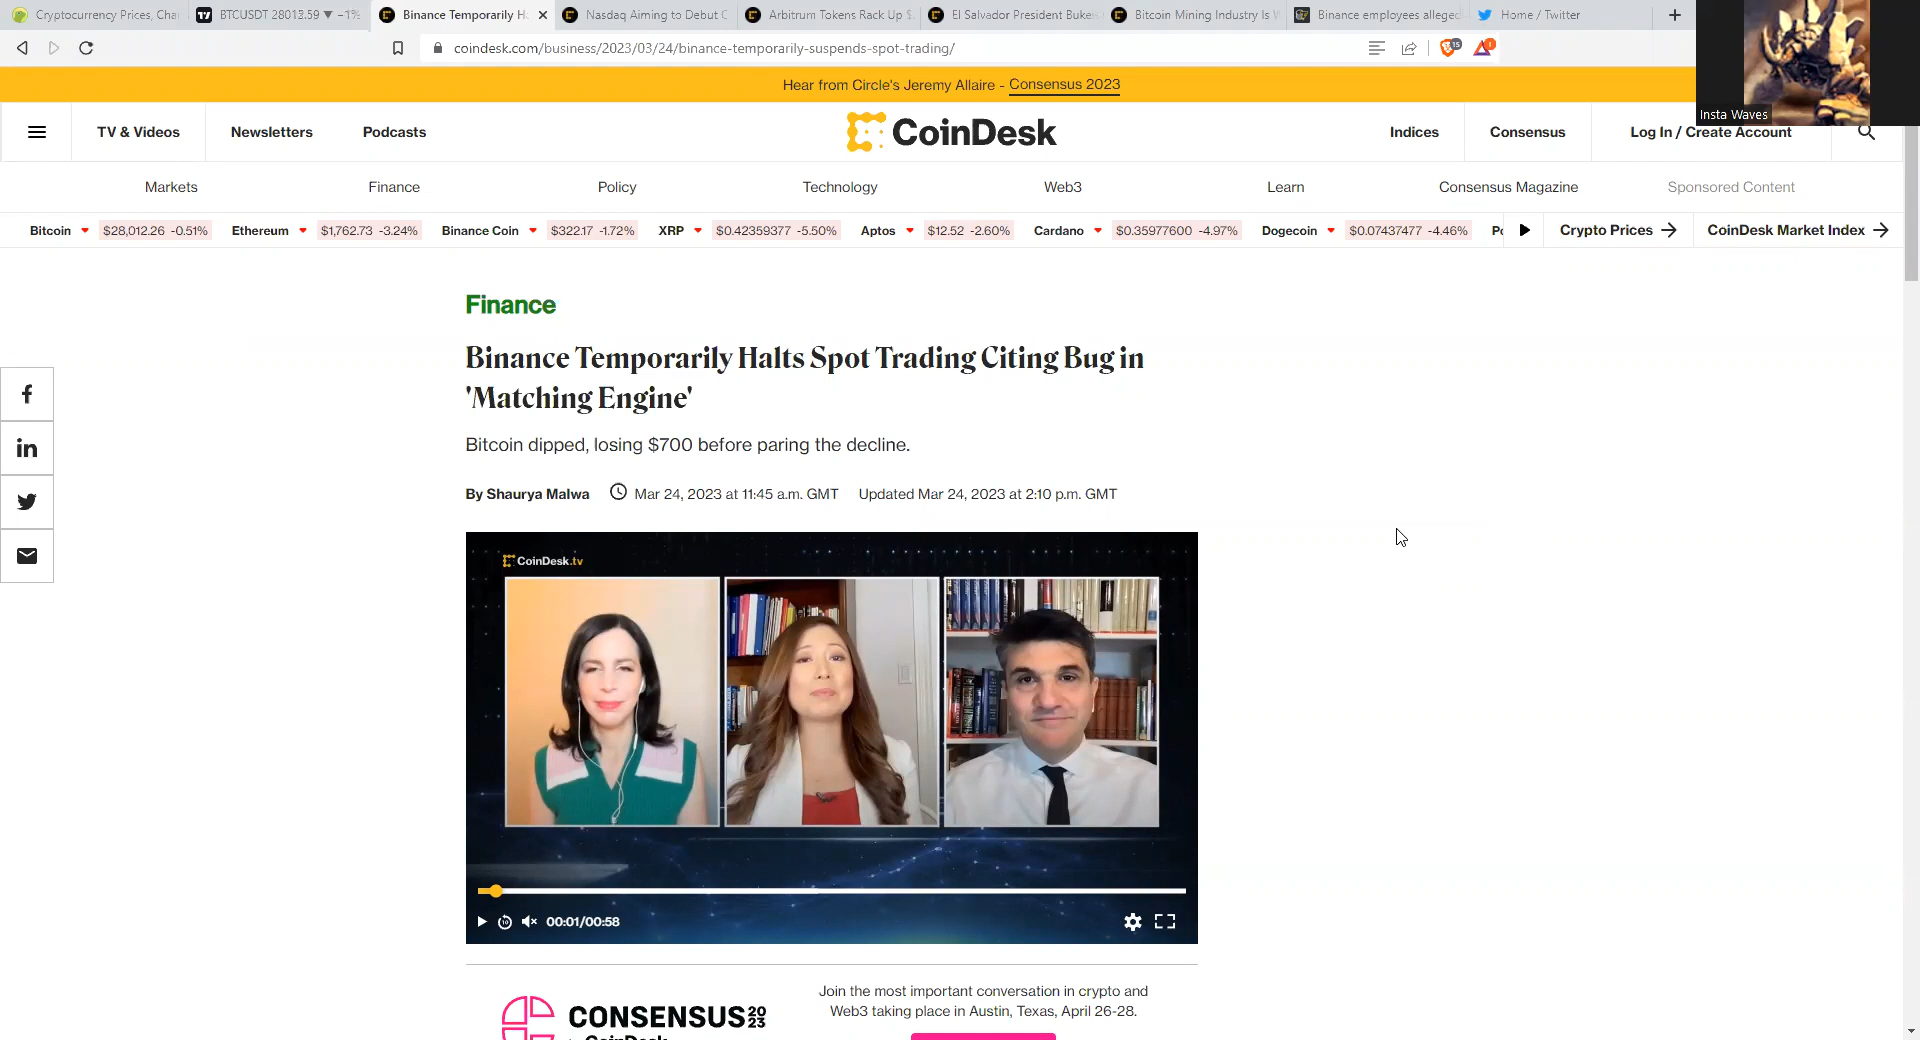 Cryptocurrency Prices, Cha
BTCUSDT 28013.59 ▼ −1%
Binance Temporarily H
Nasdaq Aiming to Debut C
Arbitrum Tokens Rack Up $
El Salvador President Bukel
Bitcoin Mining Industry Is
Binance employees alleged
Home / Twitter
coindesk.com/business/2023/03/24/binance-temporarily-suspends-spot-trading/
15
1
Insta Waves
Hear from Circle's Jeremy Allaire - Consensus 2023
TV & Videos
Newsletters
Podcasts
CoinDesk
Indices
Consensus
Log In / Create Account
Markets
Finance
Policy
Technology
Web3
Learn
Consensus Magazine
Sponsored Content
Bitcoin ▼ $28,012.26 -0.51%
Ethereum ▼ $1,762.73 -3.24%
Binance Coin ▼ $322.17 -1.72%
XRP ▼ $0.42359377 -5.50%
Aptos ▼ $12.52 -2.60%
Cardano ▼ $0.35977600 -4.97%
Dogecoin ▼ $0.07437477 -4.46%
Crypto Prices →
CoinDesk Market Index →
Finance
Binance Temporarily Halts Spot Trading Citing Bug in
'Matching Engine'
Bitcoin dipped, losing $700 before paring the decline.
By Shaurya Malwa
Mar 24, 2023 at 11:45 a.m. GMT
Updated Mar 24, 2023 at 2:10 p.m. GMT
CoinDesk.tv
10
00:01/00:58
CONSENSUS 2023
CoinDesk
Join the most important conversation in crypto and
Web3 taking place in Austin, Texas, April 26-28.